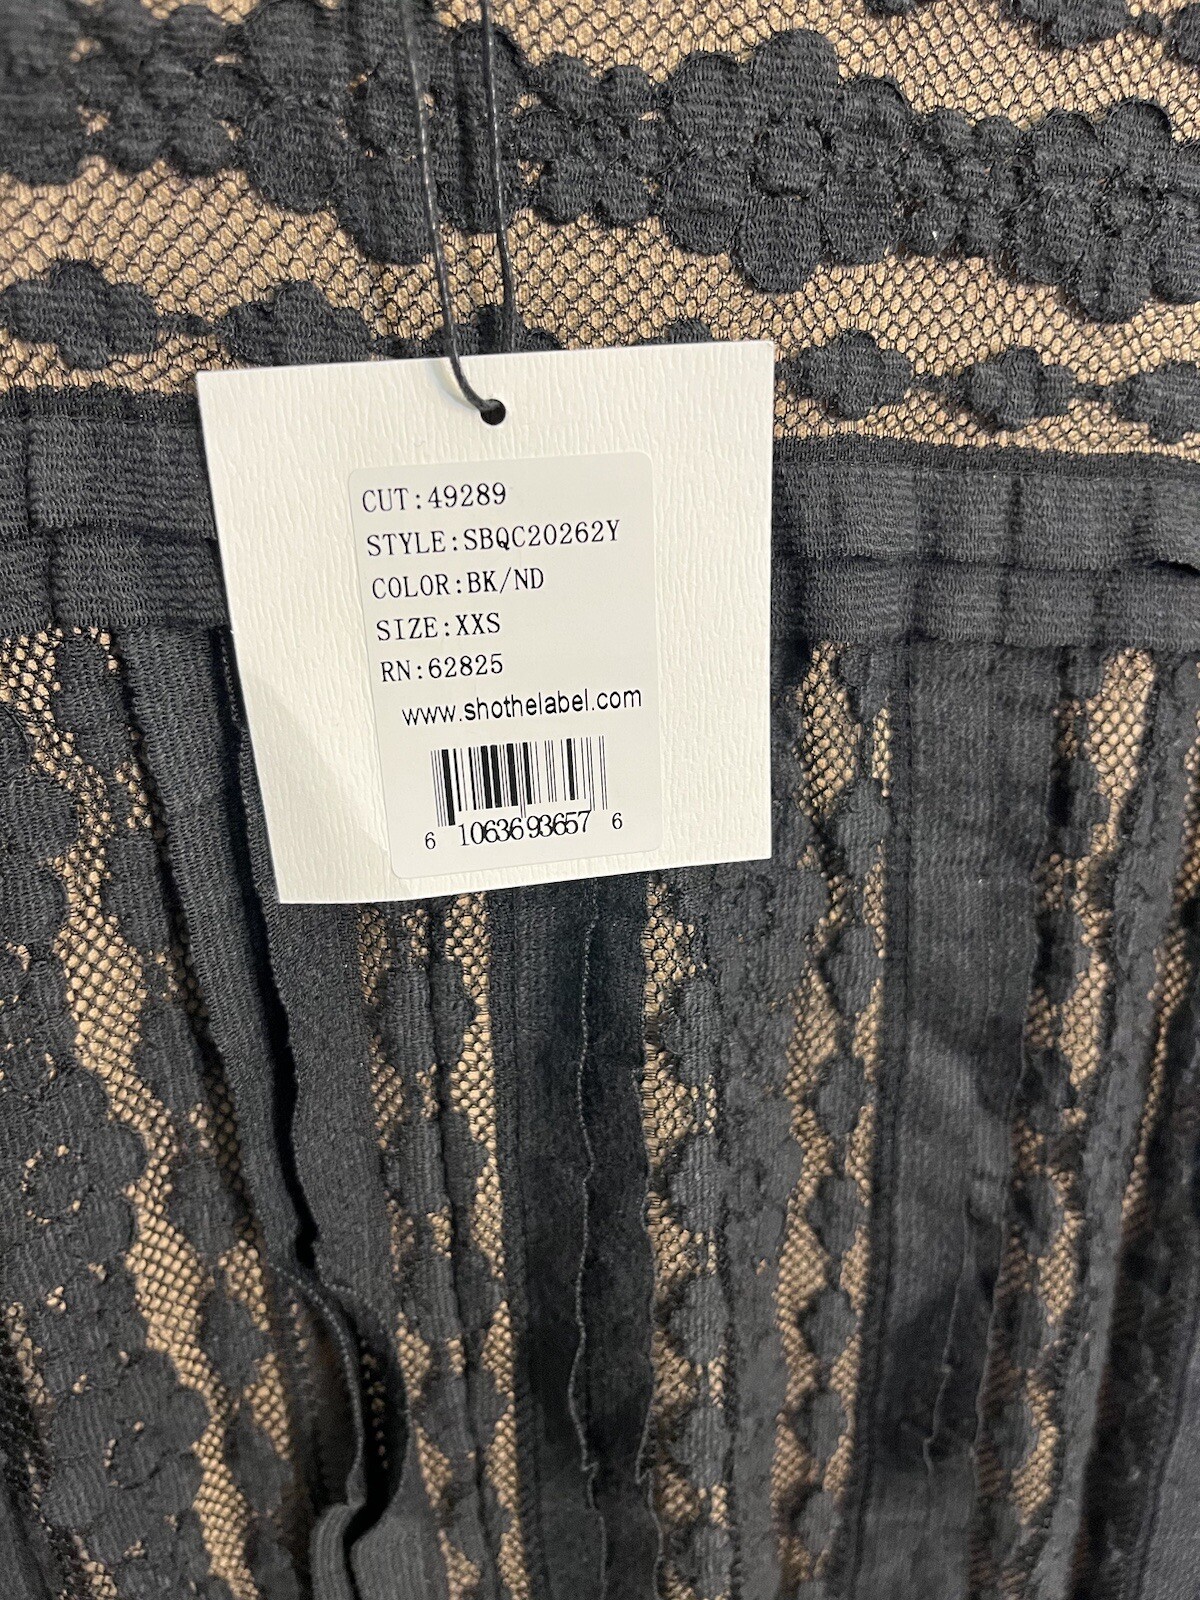 CUT:49289
STYLE:SBQC20262Y
COLOR:BK/ND
SIZE:XXS
RN:62825
www.shothelabel.com
6 10636 93657 6